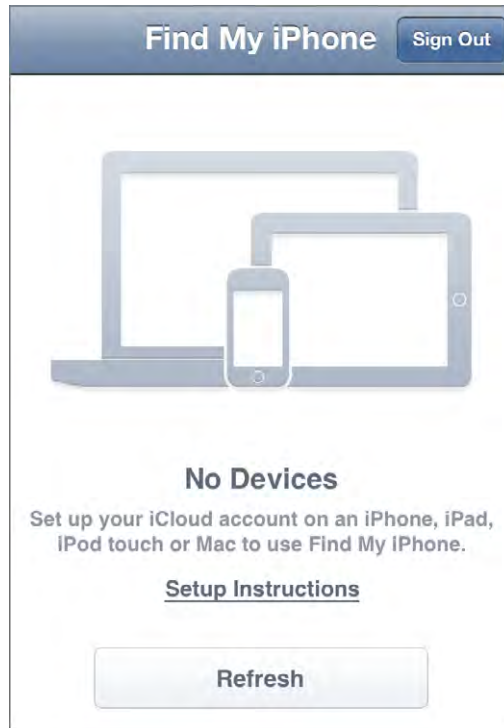 Find My iPhone
Sign Out
No Devices
Set up your iCloud account on an iPhone, iPad,
iPod touch or Mac to use Find My iPhone.
Setup Instructions
Refresh